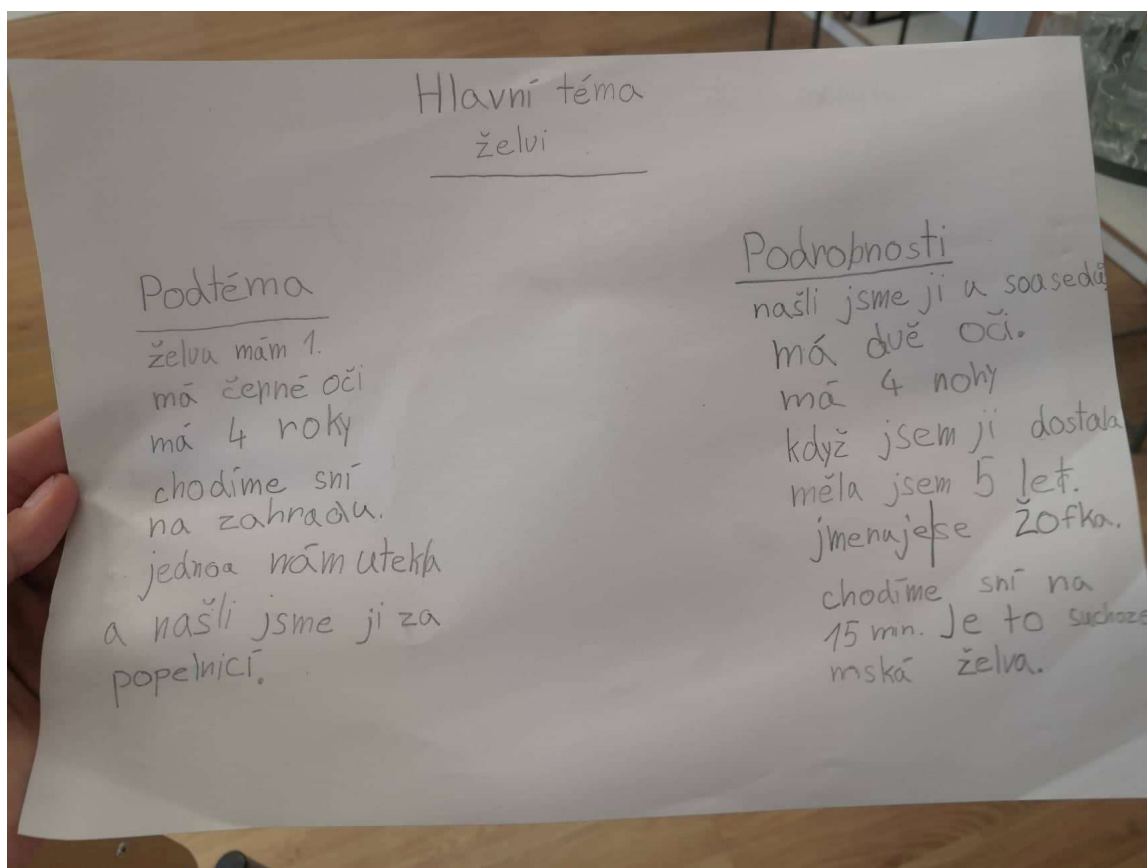 Hlavní téma
želvi
Podtéma
želvu mám 1.
má čepné oči
má 4 roky
chodíme sní
na zahradu.
jednoa nám utekla
a našli jsme ji za
popelnicí.
Podrobnosti
našli jsme ji u soasedů
má dvě oči.
má 4 nohy
když jsem ji dostala
měla jsem 5 let.
jmenuje|se Žofka.
chodíme sní na
15 min. Je to suchoze
mská želva.